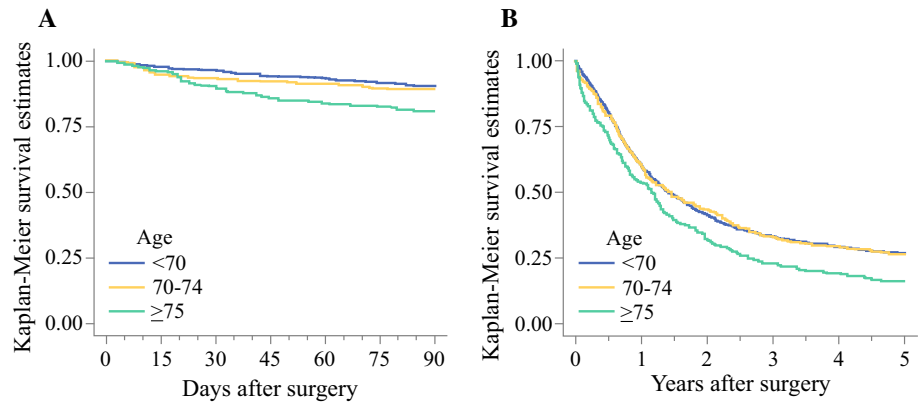 A
Kaplan-Meier survival estimates
1.00
0.75
0.50
0.25
0.00
Age
<70
70-74
≥75
0 15 30 45 60 75 90
Days after surgery
B
Kaplan-Meier survival estimates
1.00
0.75
0.50
0.25
0.00
Age
<70
70-74
≥75
0 1 2 3 4 5
Years after surgery